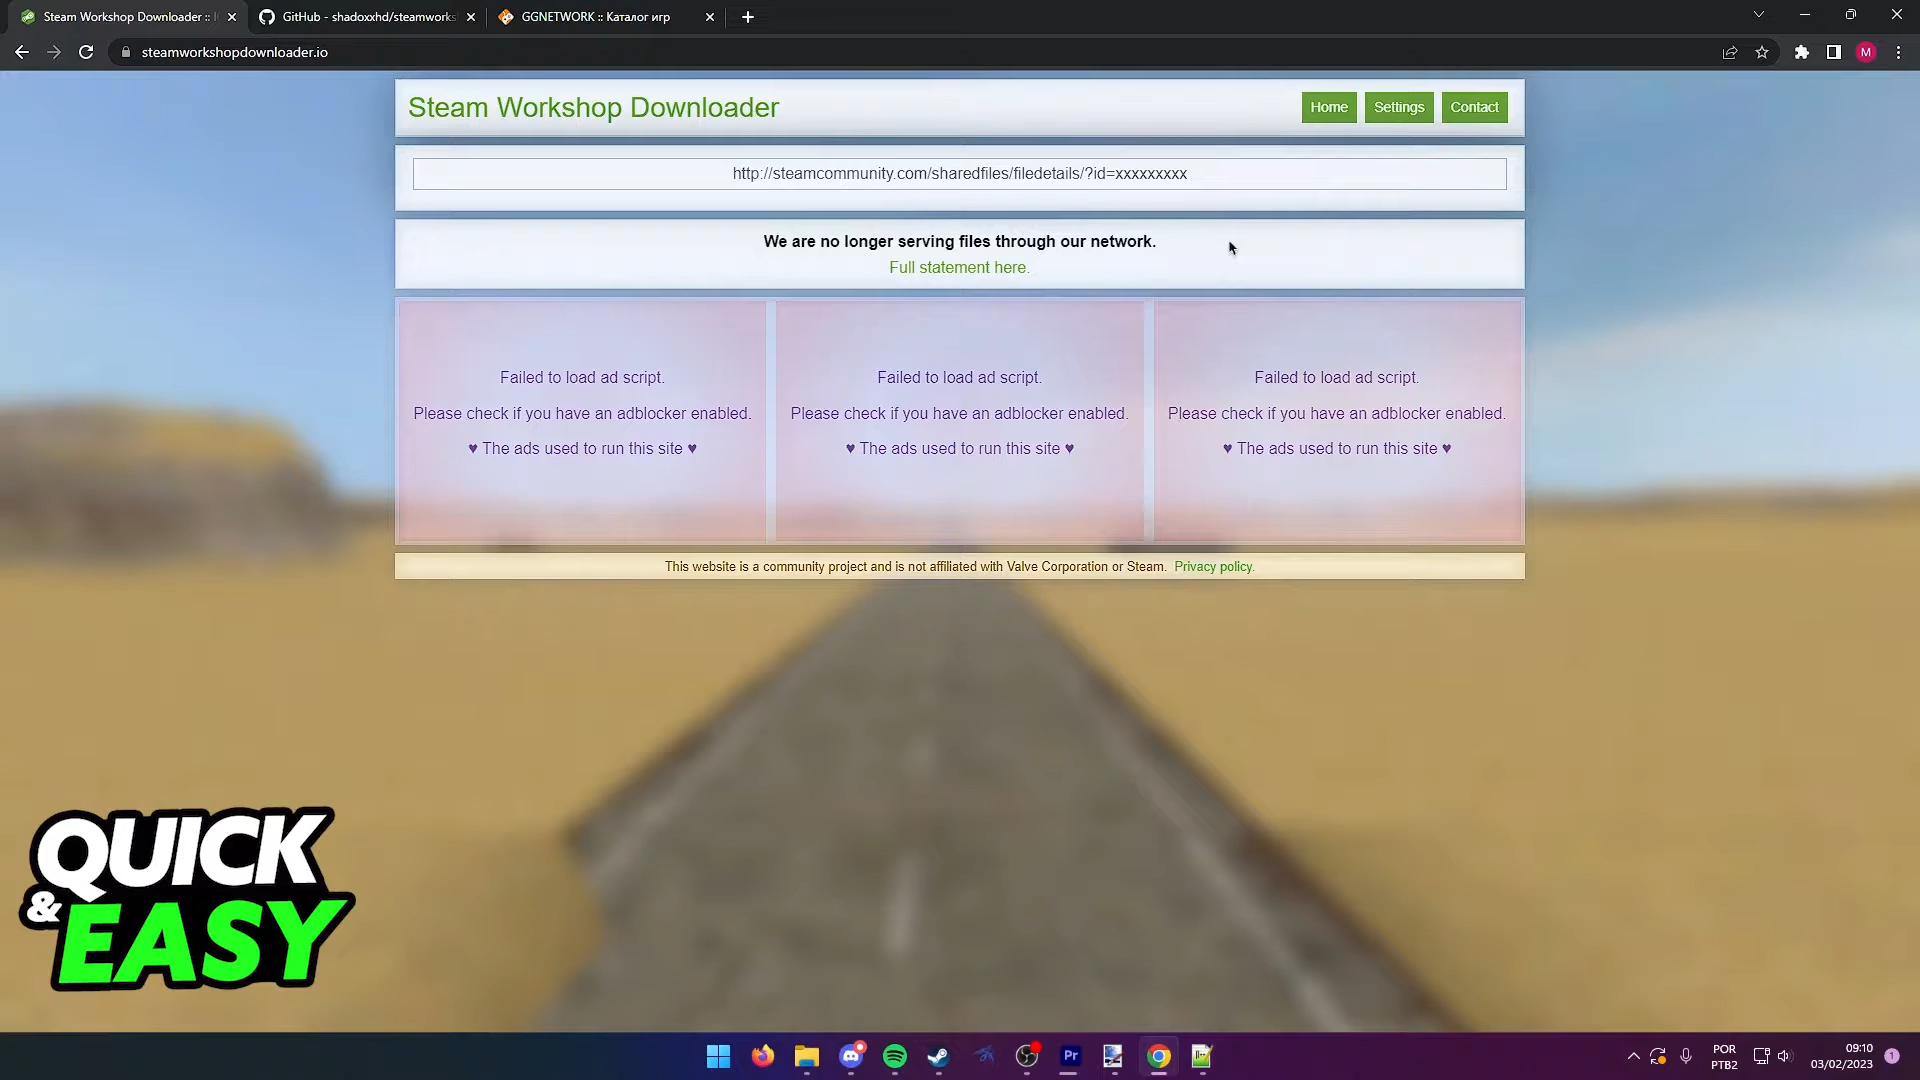 Steam Workshop Downloader :: I
GitHub - shadoxxhd/steamworks
GGNETWORK :: Каталог игр
steamworkshopdownloader.io
M
Steam Workshop Downloader
Home
Settings
Contact
http://steamcommunity.com/sharedfiles/filedetails/?id=xxxxxxxxx
We are no longer serving files through our network.
Full statement here.
Failed to load ad script.
Please check if you have an adblocker enabled.
♥ The ads used to run this site ♥
Failed to load ad script.
Please check if you have an adblocker enabled.
♥ The ads used to run this site ♥
Failed to load ad script.
Please check if you have an adblocker enabled.
♥ The ads used to run this site ♥
This website is a community project and is not affiliated with Valve Corporation or Steam. Privacy policy.
QUICK
& EASY
Pr
POR
PTB2
09:10
03/02/2023
1